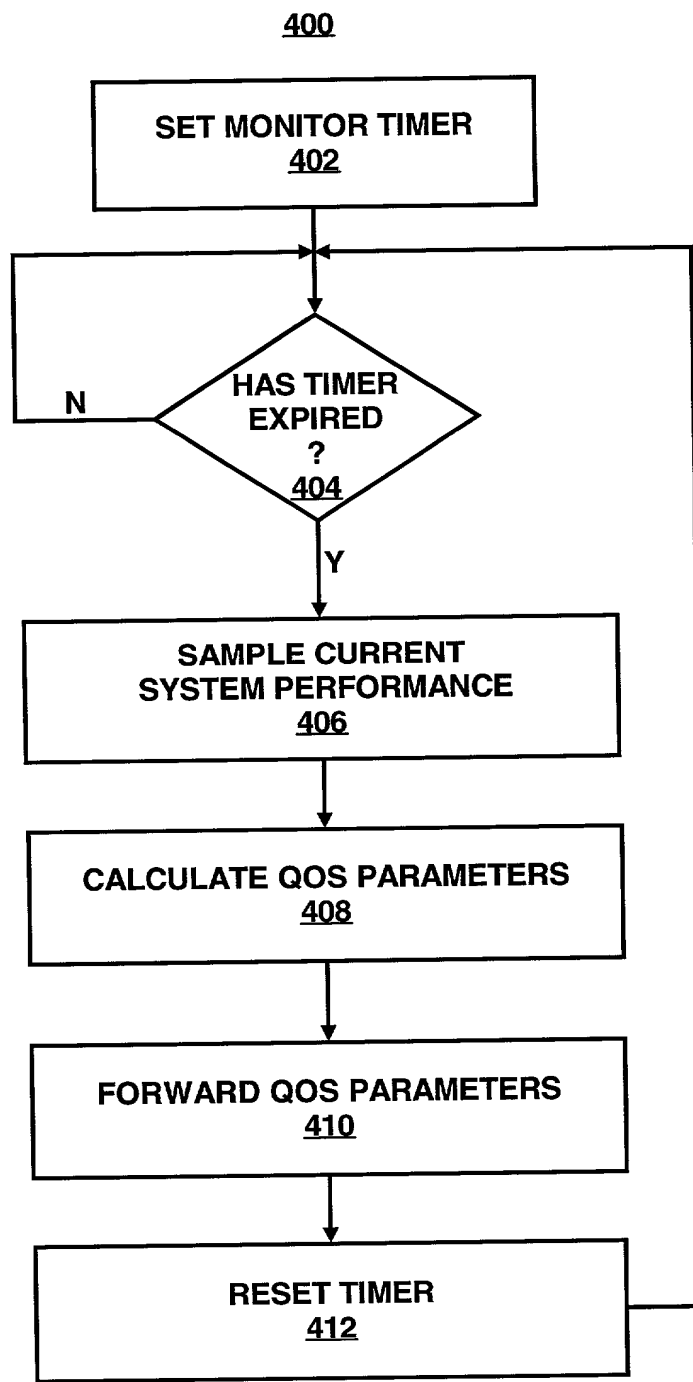 400
SET MONITOR TIMER
402
HAS TIMER
EXPIRED
?
404
N
Y
SAMPLE CURRENT
SYSTEM PERFORMANCE
406
CALCULATE QOS PARAMETERS
408
FORWARD QOS PARAMETERS
410
RESET TIMER
412